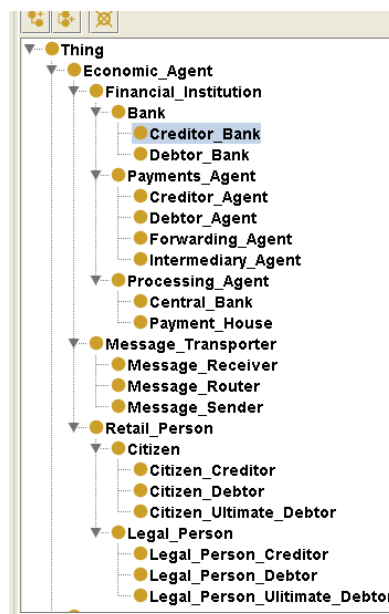 Thing
Economic_Agent
Financial_Institution
Bank
Creditor_Bank
Debtor_Bank
Payments_Agent
Creditor_Agent
Debtor_Agent
Forwarding_Agent
Intermediary_Agent
Processing_Agent
Central_Bank
Payment_House
Message_Transporter
Message_Receiver
Message_Router
Message_Sender
Retail_Person
Citizen
Citizen_Creditor
Citizen_Debtor
Citizen_Ultimate_Debtor
Legal_Person
Legal_Person_Creditor
Legal_Person_Debtor
Legal_Person_Ulitimate_Debtor